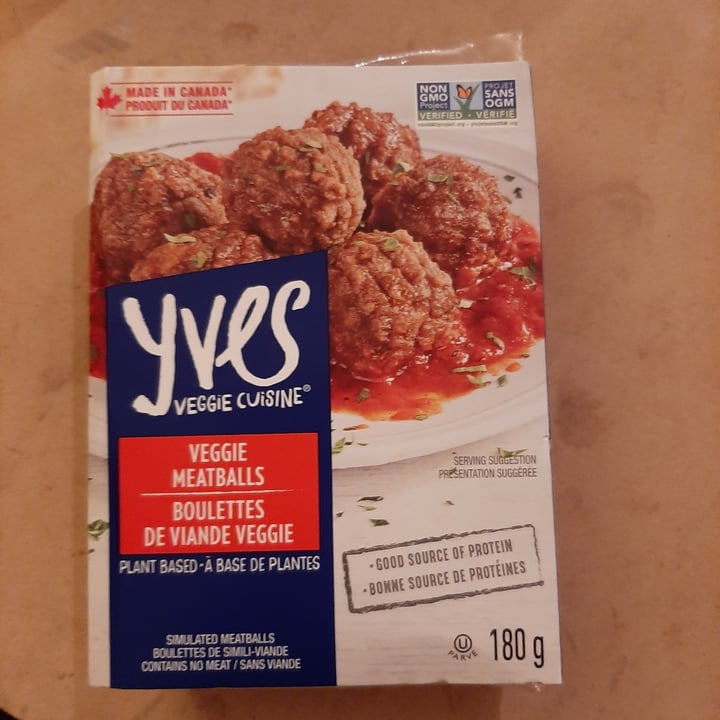 MADE IN CANADA*
PRODUIT DU CANADA*
NON
GMO
Project
PROJET
SANS
OGM
VERIFIED • VÉRIFIÉ
yves
VEGGIE CUISINE®
VEGGIE
MEATBALLS
BOULETTES
DE VIANDE VEGGIE
PLANT BASED • À BASE DE PLANTES
SERVING SUGGESTION
PRÉSENTATION SUGGÉRÉE
• GOOD SOURCE OF PROTEIN
• BONNE SOURCE DE PROTÉINES
SIMULATED MEATBALLS
BOULETTES DE SIMILI-VIANDE
CONTAINS NO MEAT / SANS VIANDE
U
PARVE
180 g